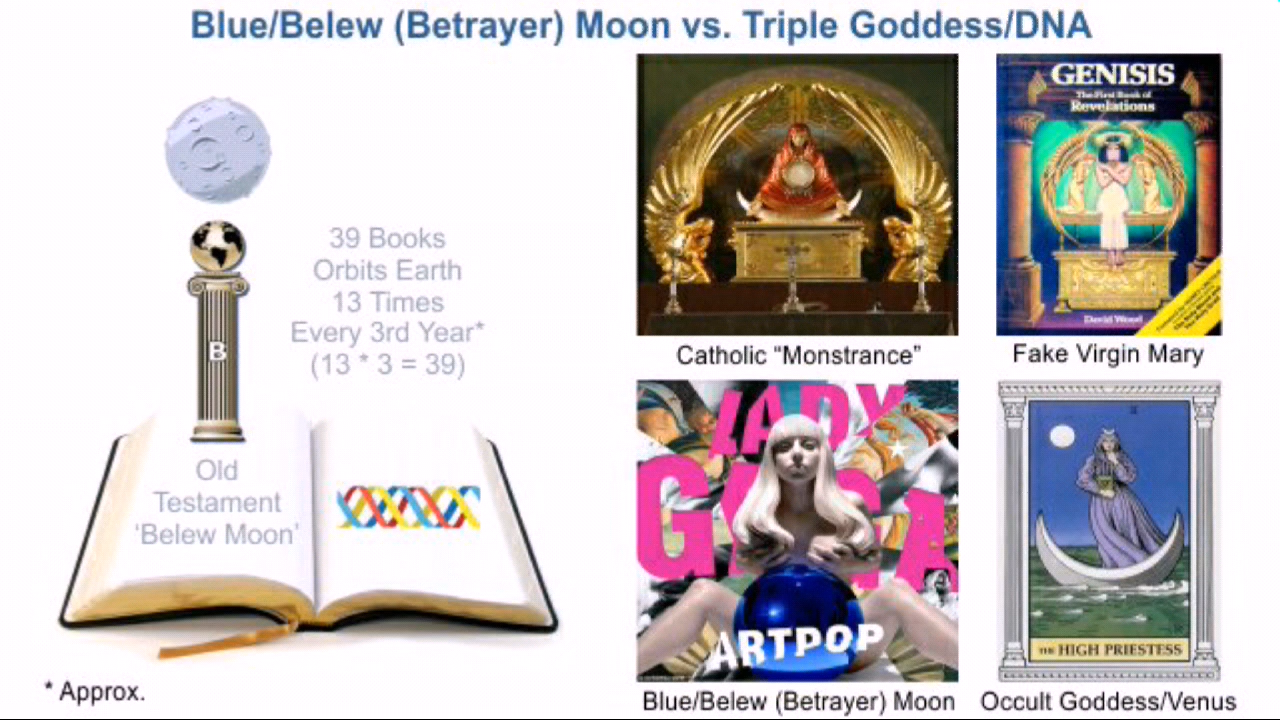 Blue/Belew (Betrayer) Moon vs. Triple Goddess/DNA
39 Books
Orbits Earth
13 Times
Every 3rd Year*
(13 * 3 = 39)
B
Old
Testament
‘Belew Moon’
* Approx.
Catholic “Monstrance”
GENISIS
The First Book of
Revelations
David Wood
Fake Virgin Mary
LADY
GAGA
ARTPOP
Blue/Belew (Betrayer) Moon
THE HIGH PRIESTESS
Occult Goddess/Venus